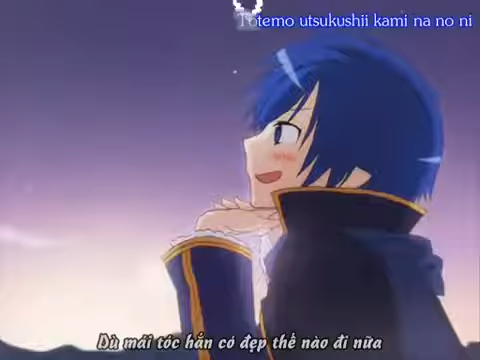 Totemo utsukushii kami na no ni
Dù mái tóc hắn có đẹp thế nào đi nữa